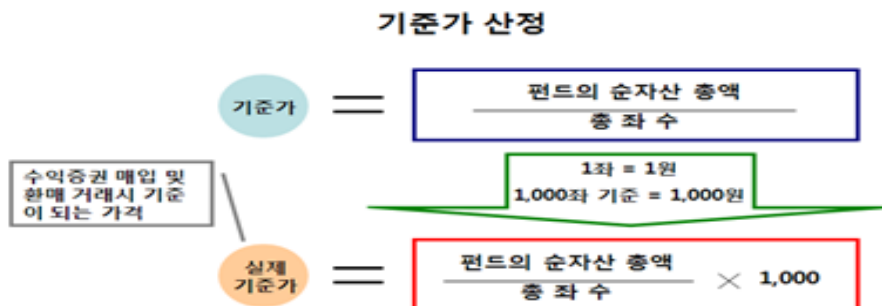 기준가 산정
기준가
=
펀드의 순자산 총액
총 좌 수
수익증권 매입 및
환매 거래시 기준
이 되는 가격
1좌 = 1원
1,000좌 기준 = 1,000원
실제
기준가
=
펀드의 순자산 총액
총 좌 수
× 1,000